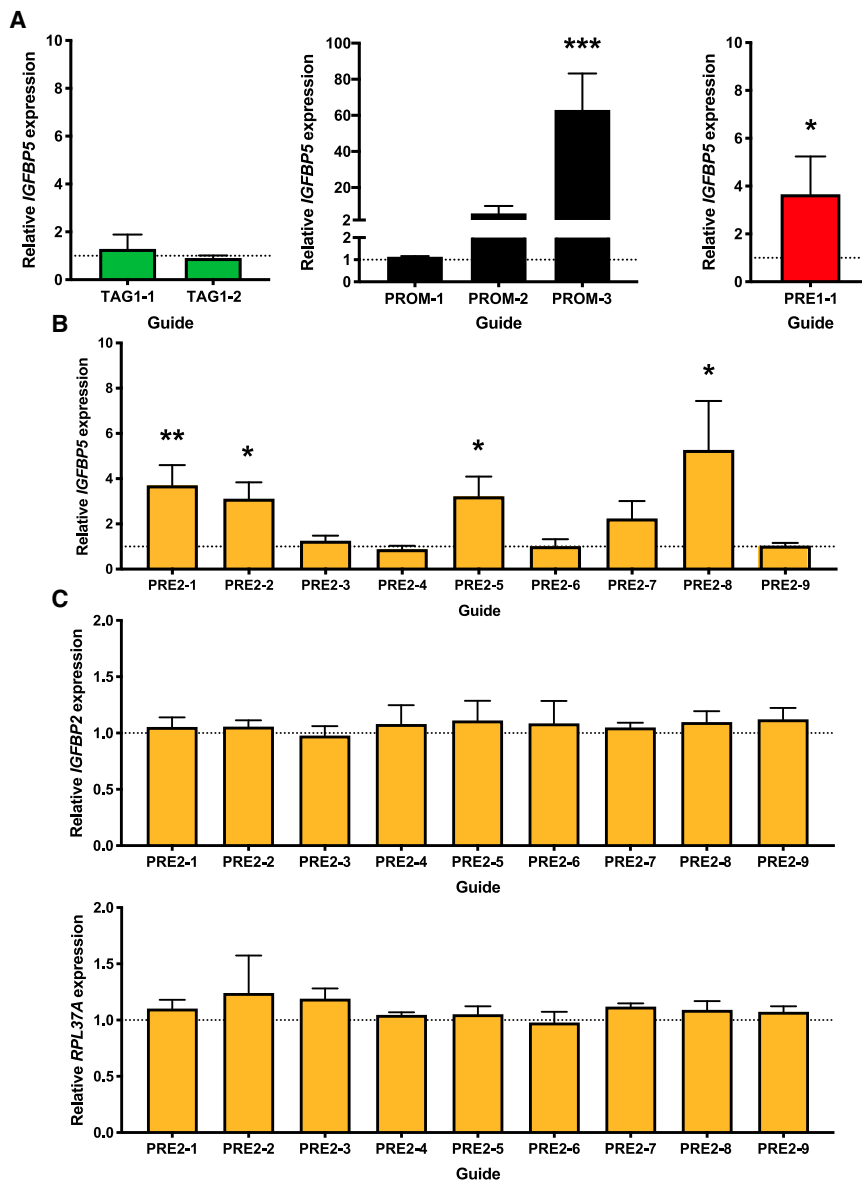 A
Relative IGFBP5 expression
10
8
6
4
2
0
TAG1-1 TAG1-2
Guide
Relative IGFBP5 expression
100
80
60
40
20
2
2
1
0
***
PROM-1 PROM-2 PROM-3
Guide
Relative IGFBP5 expression
10
8
6
4
2
0
*
PRE1-1
Guide
B
Relative IGFBP5 expression
10
8
6
4
2
0
** * * *
PRE2-1 PRE2-2 PRE2-3 PRE2-4 PRE2-5 PRE2-6 PRE2-7 PRE2-8 PRE2-9
Guide
C
Relative IGFBP2 expression
2.0
1.5
1.0
0.5
0.0
PRE2-1 PRE2-2 PRE2-3 PRE2-4 PRE2-5 PRE2-6 PRE2-7 PRE2-8 PRE2-9
Guide
Relative RPL37A expression
2.0
1.5
1.0
0.5
0.0
PRE2-1 PRE2-2 PRE2-3 PRE2-4 PRE2-5 PRE2-6 PRE2-7 PRE2-8 PRE2-9
Guide